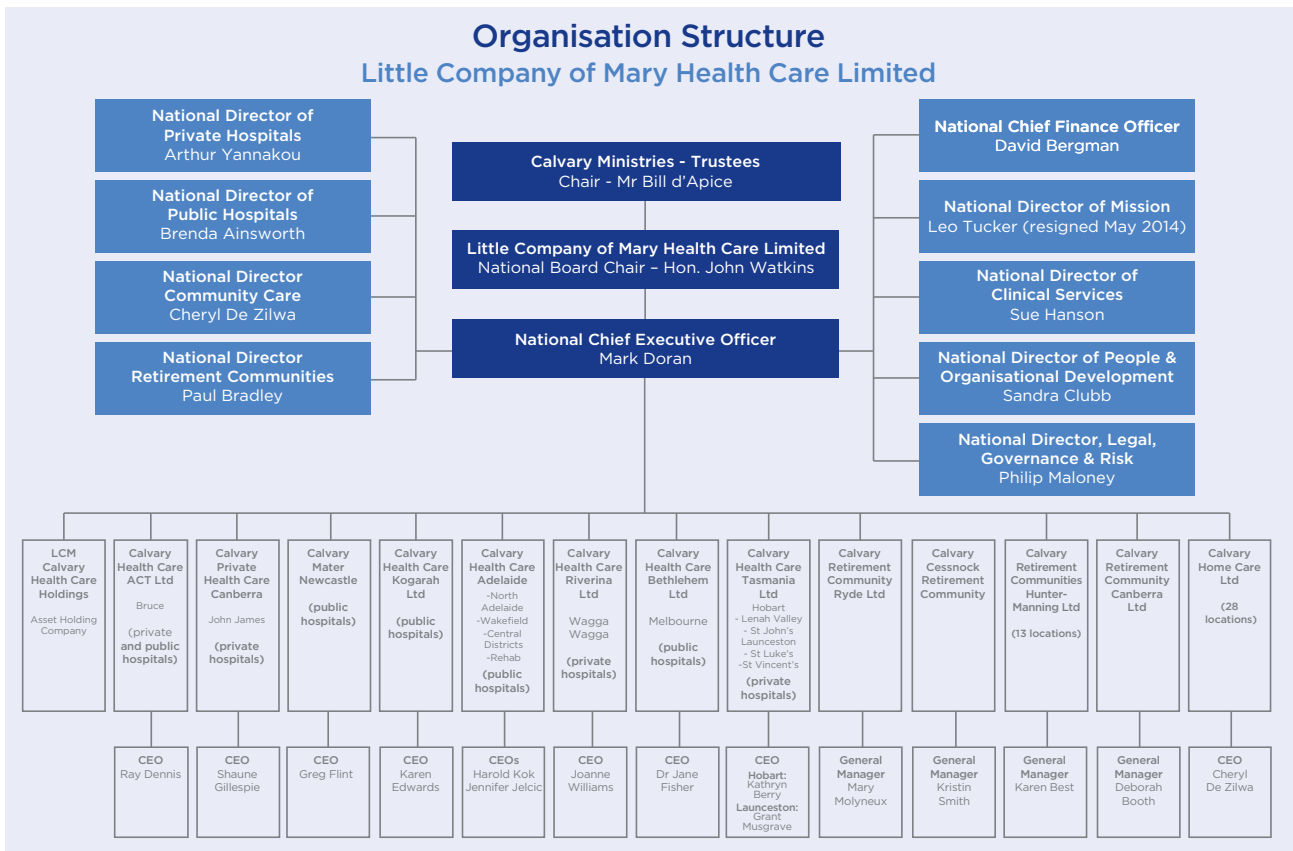 Organisation Structure
Little Company of Mary Health Care Limited
National Director of
Private Hospitals
Arthur Yannakou
National Director of
Public Hospitals
Brenda Ainsworth
National Director
Community Care
Cheryl De Zilwa
National Director
Retirement Communities
Paul Bradley
Calvary Ministries - Trustees
Chair - Mr Bill d’Apice
Little Company of Mary Health Care Limited
National Board Chair – Hon. John Watkins
National Chief Executive Officer
Mark Doran
National Chief Finance Officer
David Bergman
National Director of Mission
Leo Tucker (resigned May 2014)
National Director of
Clinical Services
Sue Hanson
National Director of People &
Organisational Development
Sandra Clubb
National Director, Legal,
Governance & Risk
Philip Maloney
LCM
Calvary
Health Care
Holdings
Asset Holding
Company
Calvary
Health Care
ACT Ltd
Bruce
(private
and public
hospitals)
Calvary
Private
Health Care
Canberra
John James
(private
hospitals)
Calvary
Mater
Newcastle
(public
hospitals)
Calvary
Health Care
Kogarah
Ltd
(public
hospitals)
Calvary
Health Care
Adelaide
-North
Adelaide
-Wakefield
-Central
Districts
-Rehab
(public
hospitals)
Calvary
Health Care
Riverina
Ltd
Wagga
Wagga
(private
hospitals)
Calvary
Health Care
Bethlehem
Ltd
Melbourne
(public
hospitals)
Calvary
Health Care
Tasmania
Ltd
Hobart
- Lenah Valley
- St John’s
Launceston
- St Luke’s
-St Vincent’s
(private
hospitals)
Calvary
Retirement
Community
Ryde Ltd
Calvary
Cessnock
Retirement
Community
Calvary
Retirement
Communities
Hunter-
Manning Ltd
(13 locations)
Calvary
Retirement
Community
Canberra
Ltd
Calvary
Home Care
Ltd
(28
locations)
CEO
Ray Dennis
CEO
Shaune
Gillespie
CEO
Greg Flint
CEO
Karen
Edwards
CEOs
Harold Kok
Jennifer Jelcic
CEO
Joanne
Williams
CEO
Dr Jane
Fisher
CEO
Hobart:
Kathryn
Berry
Launceston:
Grant
Musgrave
General
Manager
Mary
Molyneux
General
Manager
Kristin
Smith
General
Manager
Karen Best
General
Manager
Deborah
Booth
CEO
Cheryl
De Zilwa